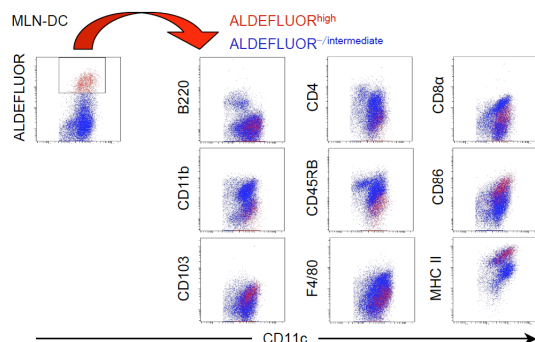 MLN-DC
ALDEFLUORhigh
ALDEFLUOR−/intermediate
ALDEFLUOR
B220
CD4
CD8α
CD11b
CD45RB
CD86
CD103
F4/80
MHC II
CD11c